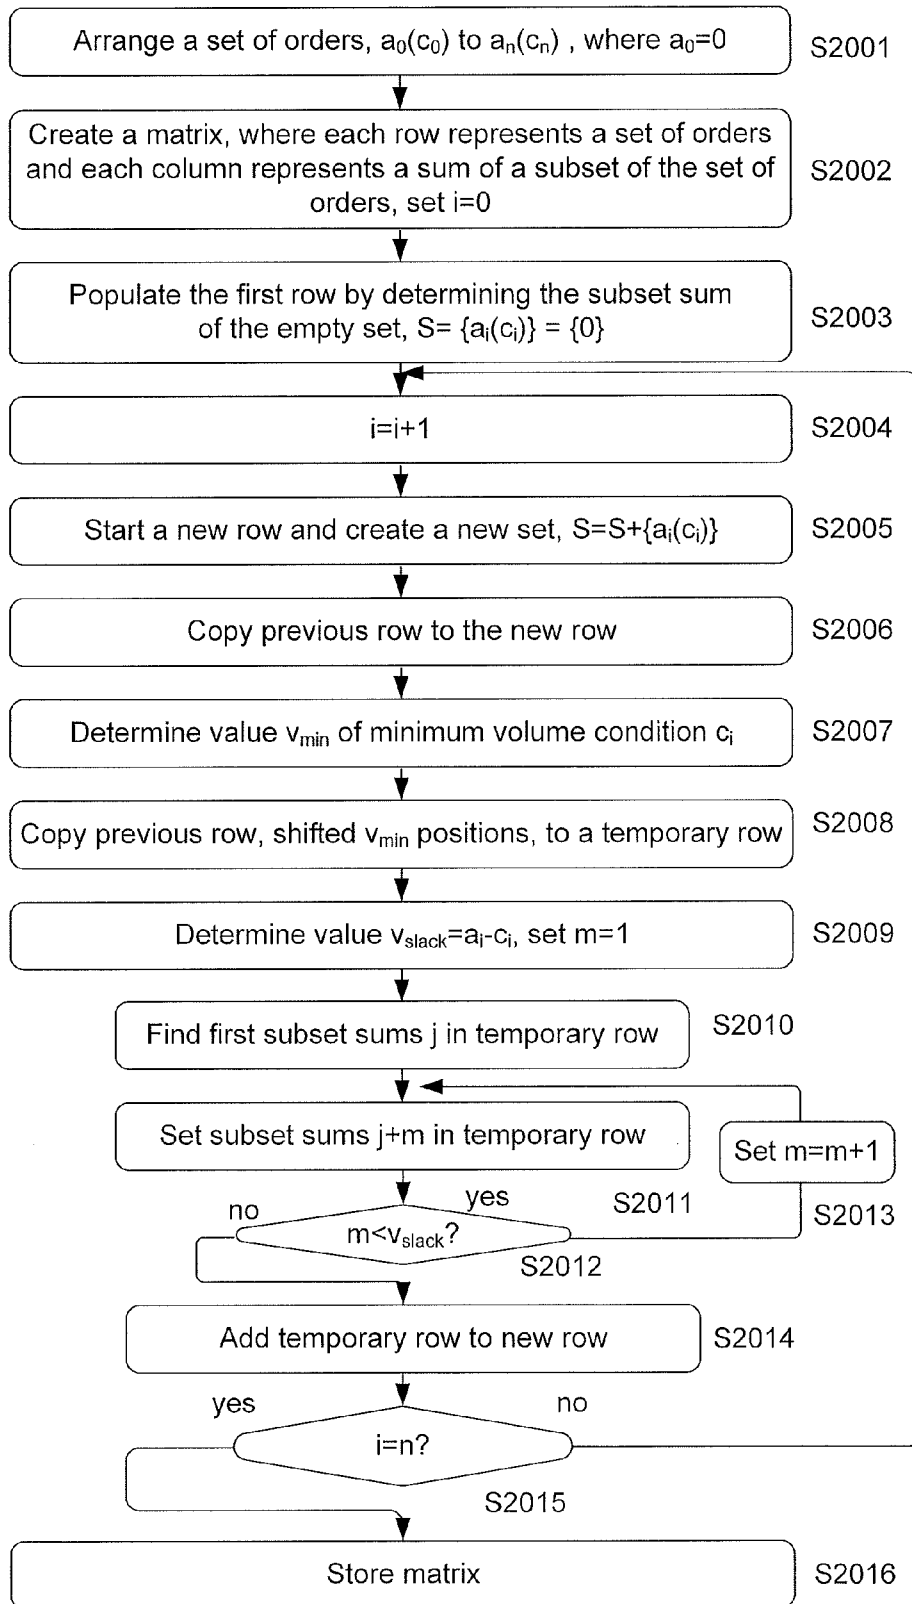 Arrange a set of orders, a₀(c₀) to aₙ(cₙ) , where a₀=0
S2001
Create a matrix, where each row represents a set of orders
and each column represents a sum of a subset of the set of
orders, set i=0
S2002
Populate the first row by determining the subset sum
of the empty set, S= {aᵢ(cᵢ)} = {0}
S2003
i=i+1
S2004
Start a new row and create a new set, S=S+{aᵢ(cᵢ)}
S2005
Copy previous row to the new row
S2006
Determine value v_min of minimum volume condition cᵢ
S2007
Copy previous row, shifted v_min positions, to a temporary row
S2008
Determine value v_slack=aᵢ-cᵢ, set m=1
S2009
Find first subset sums j in temporary row
S2010
Set subset sums j+m in temporary row
S2011
Set m=m+1
S2013
no
yes
m<v_slack?
S2012
Add temporary row to new row
S2014
yes
no
i=n?
S2015
Store matrix
S2016